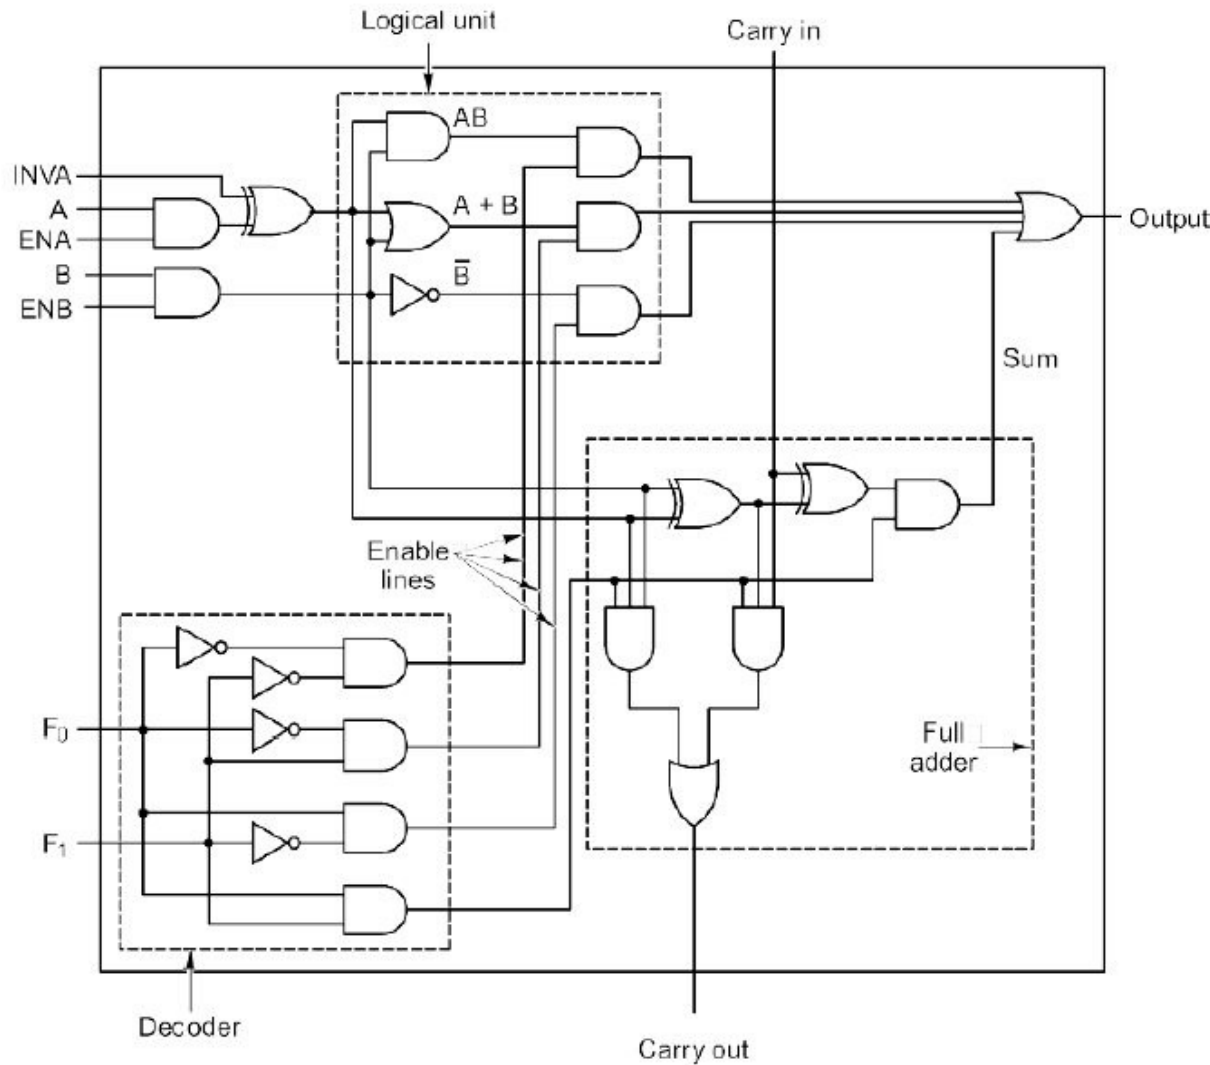 Logical unit
Carry in
AB
INVA
A
A + B
ENA
Output
B
B̅
ENB
Sum
Enable
lines
F₀
Full
adder
F₁
Decoder
Carry out